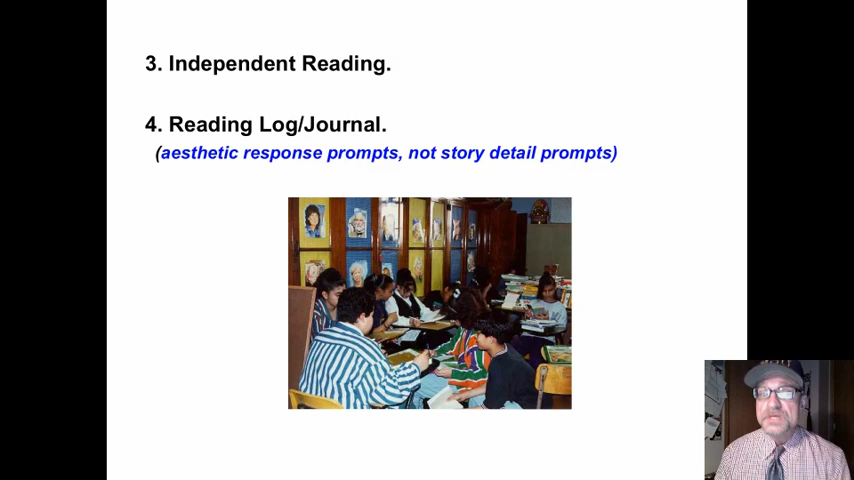 3. Independent Reading.
4. Reading Log/Journal.
(aesthetic response prompts, not story detail prompts)